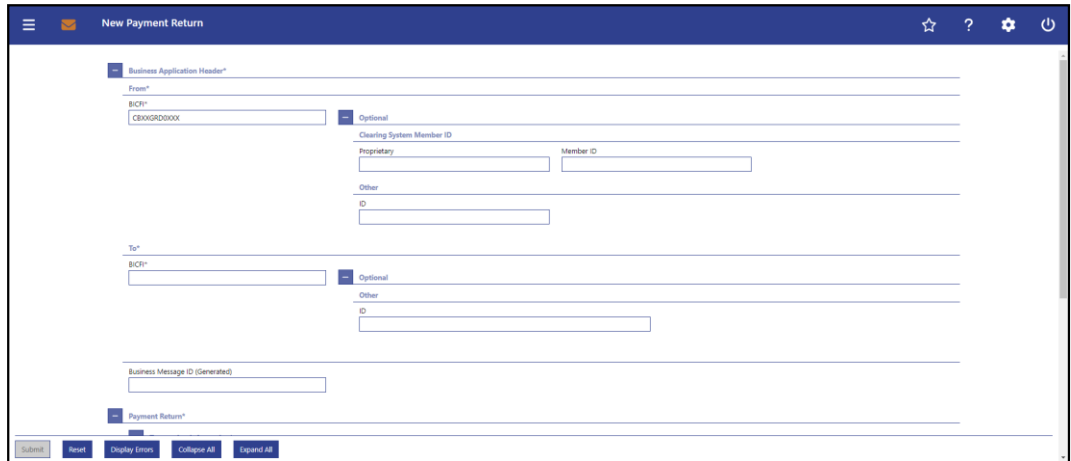 New Payment Return
?
Business Application Header*
From*
BICFI*
CBXXGRD0XXX
Optional
Clearing System Member ID
Proprietary Member ID
Other
ID
To*
BICFI*
Optional
Other
ID
Business Message ID (Generated)
Payment Return*
Submit Reset Display Errors Collapse All Expand All